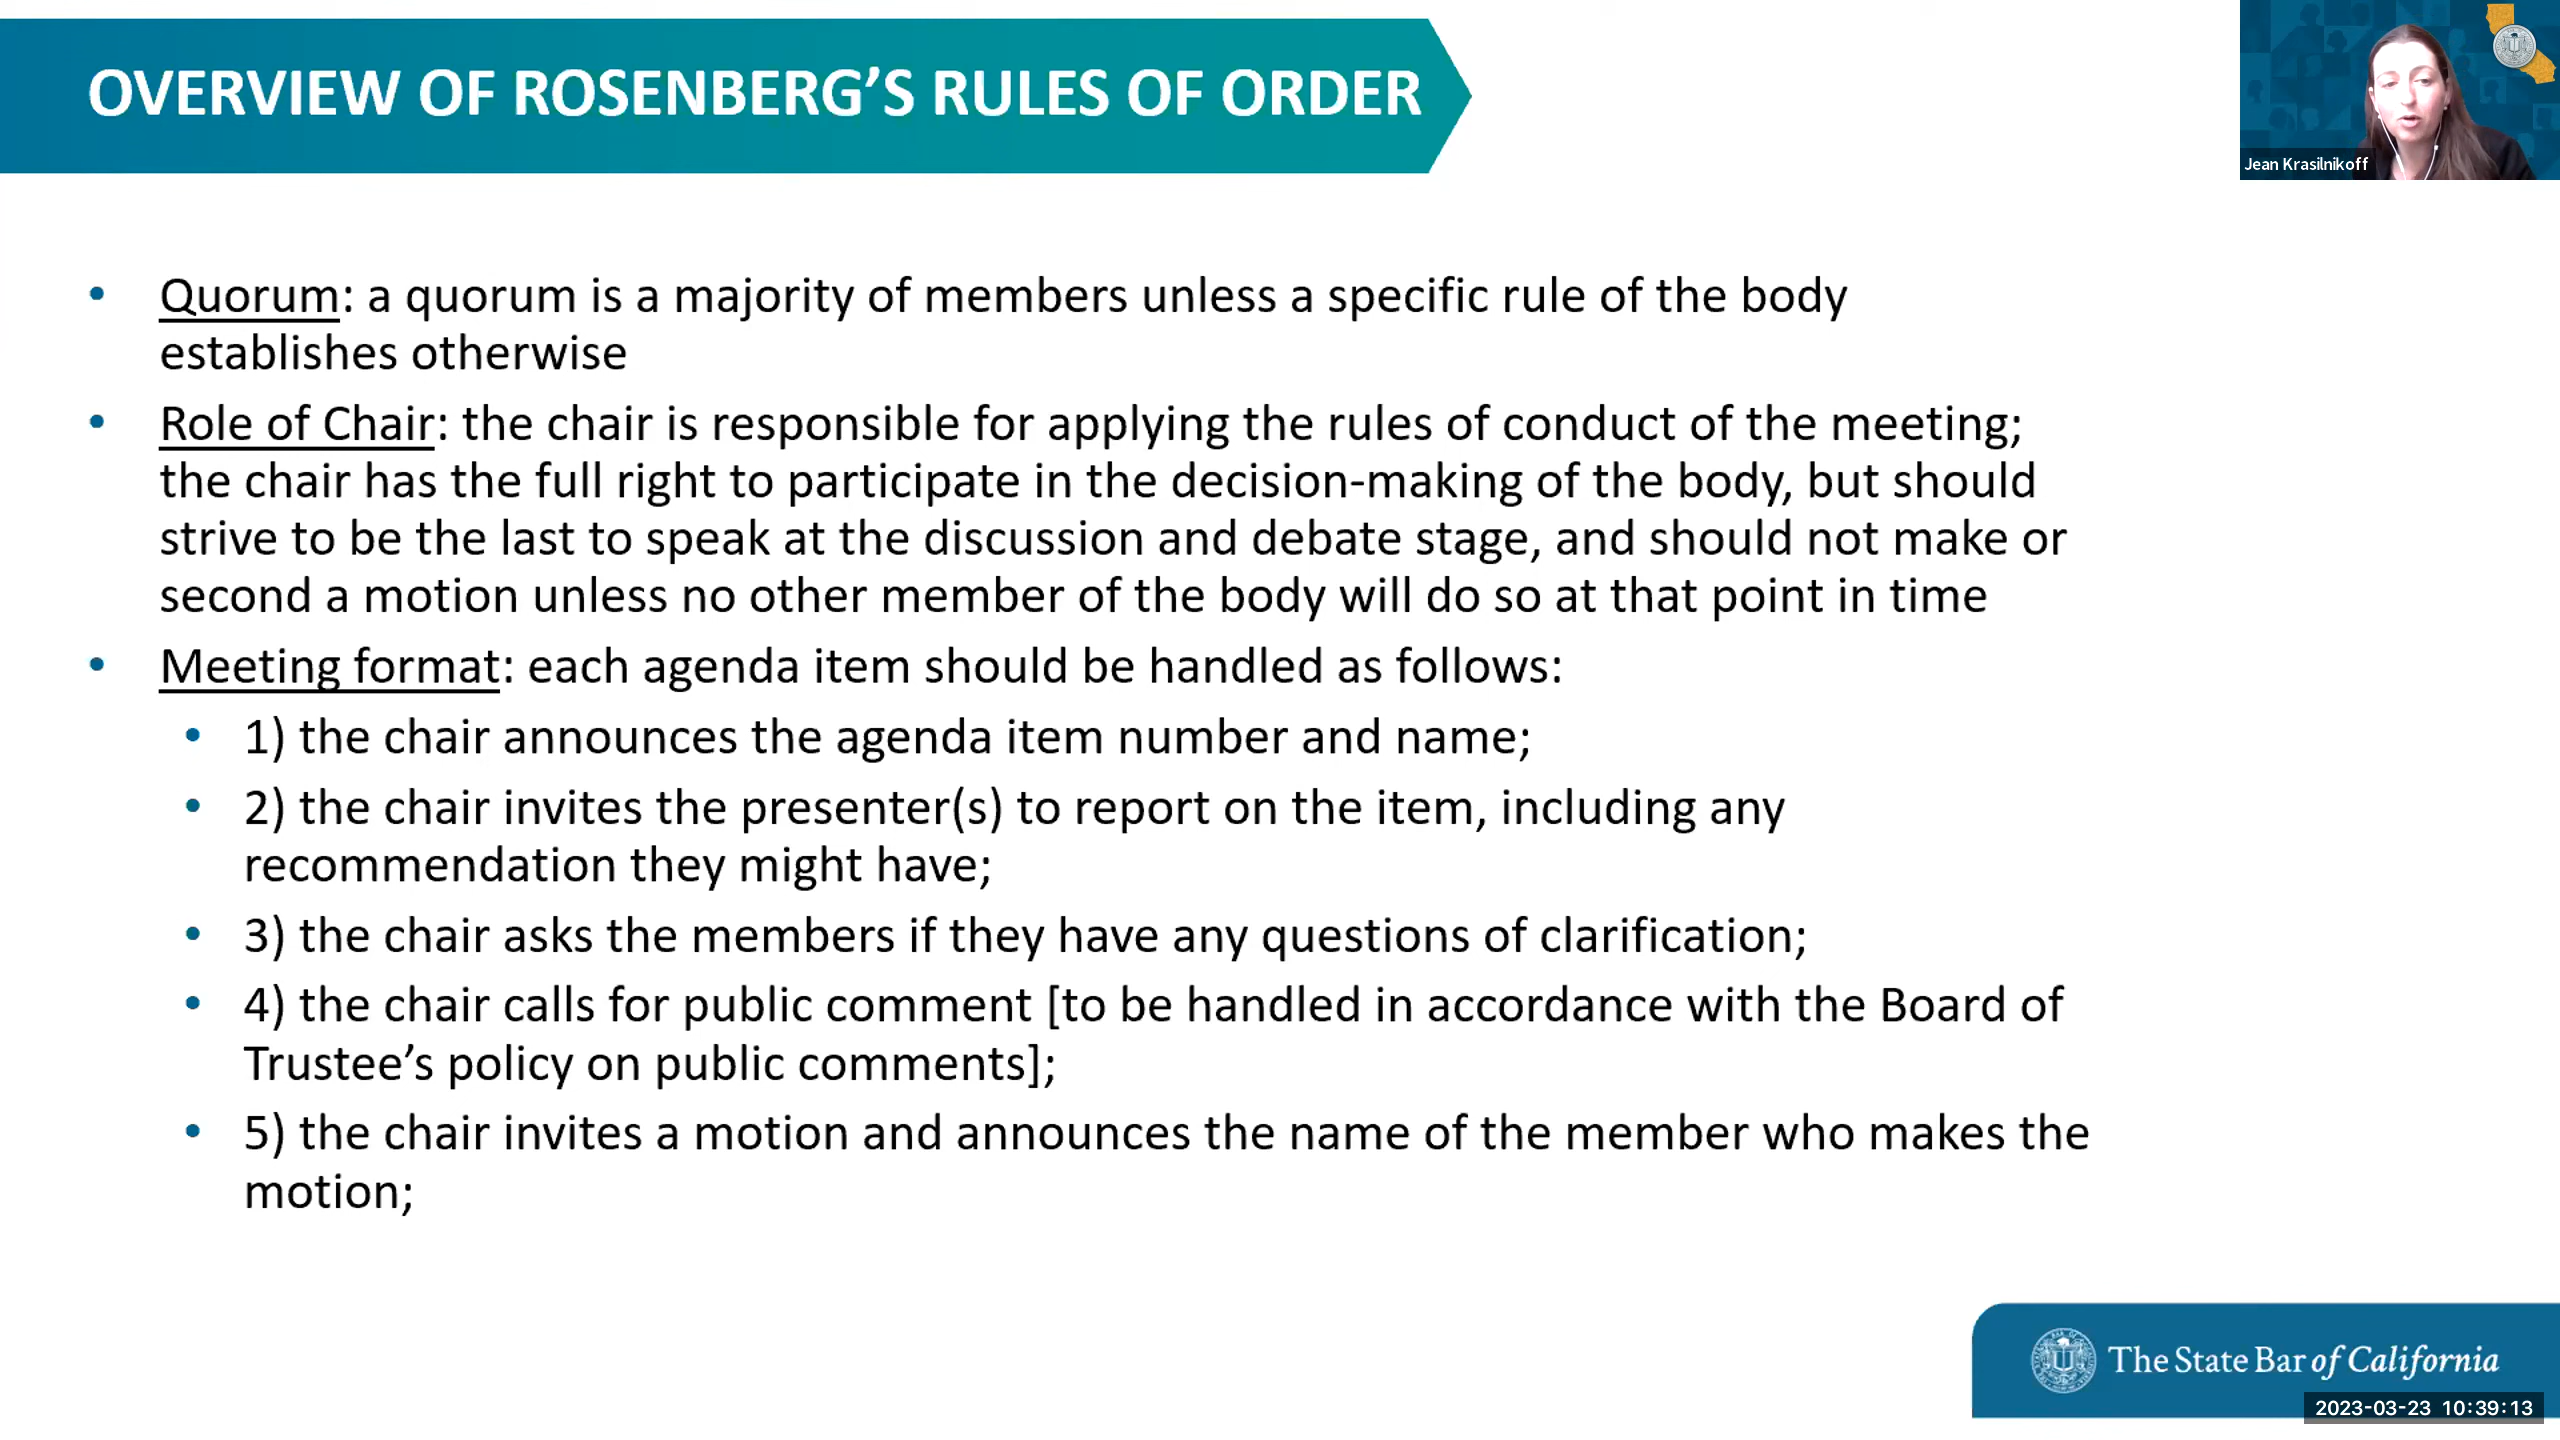 OVERVIEW OF ROSENBERG’S RULES OF ORDER
Jean Krasilnikoff
• Quorum: a quorum is a majority of members unless a specific rule of the body
establishes otherwise
• Role of Chair: the chair is responsible for applying the rules of conduct of the meeting;
the chair has the full right to participate in the decision-making of the body, but should
strive to be the last to speak at the discussion and debate stage, and should not make or
second a motion unless no other member of the body will do so at that point in time
• Meeting format: each agenda item should be handled as follows:
• 1) the chair announces the agenda item number and name;
• 2) the chair invites the presenter(s) to report on the item, including any
recommendation they might have;
• 3) the chair asks the members if they have any questions of clarification;
• 4) the chair calls for public comment [to be handled in accordance with the Board of
Trustee’s policy on public comments];
• 5) the chair invites a motion and announces the name of the member who makes the
motion;
The State Bar of California
2023-03-23 10:39:13